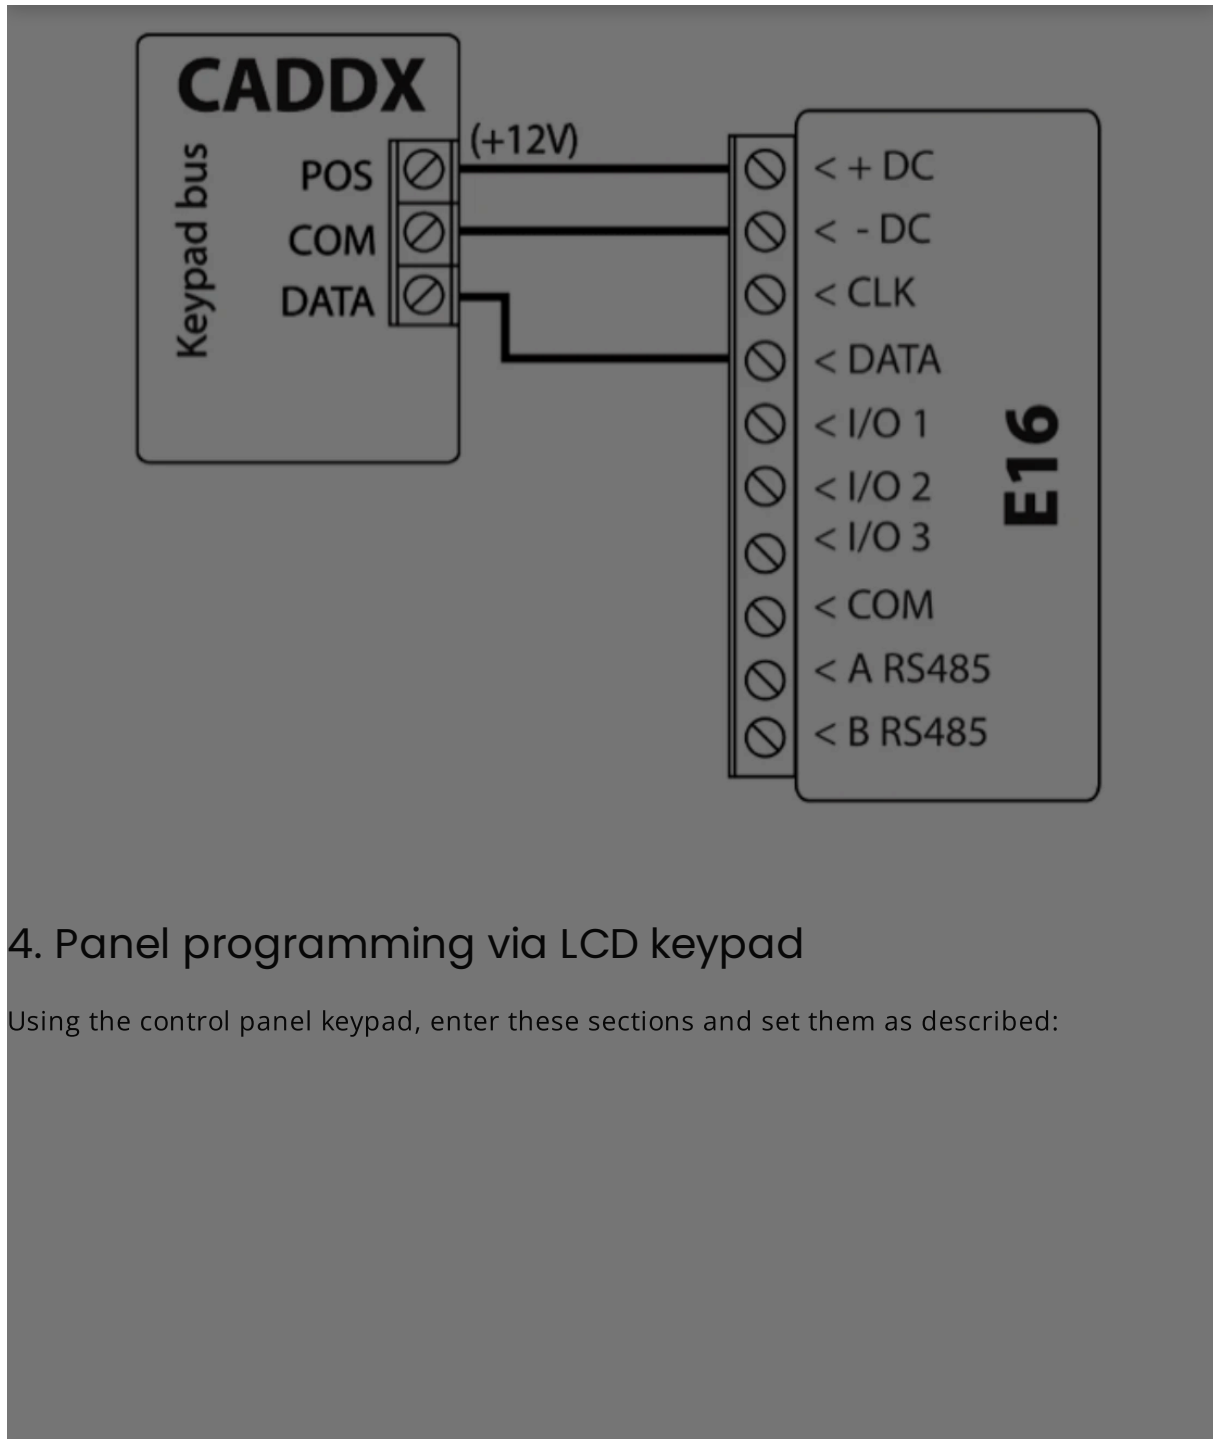 CADDX
Keypad bus
POS
COM
DATA
(+12V)
< + DC
< - DC
< CLK
< DATA
< I/O 1
< I/O 2
< I/O 3
< COM
< A RS485
< B RS485
E16
4. Panel programming via LCD keypad
Using the control panel keypad, enter these sections and set them as described: